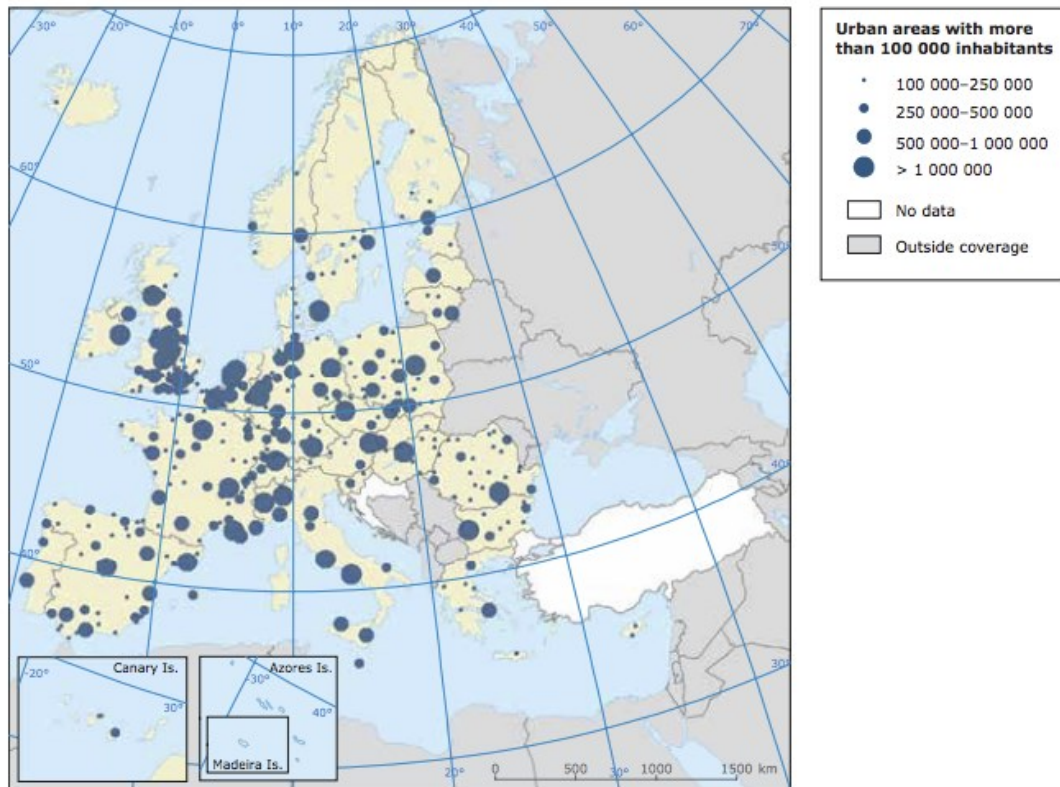 -30° -20° -10° 0° 10° 20° 30° 40° 60° 70°
60°
50°
50°
40°
40°
30°
20°
30°
Canary Is.
-20°
30°
Azores Is.
-30°
40°
Madeira Is.
0 500 1000 1500 km
Urban areas with more
than 100 000 inhabitants
100 000–250 000
250 000–500 000
500 000–1 000 000
> 1 000 000
No data
Outside coverage